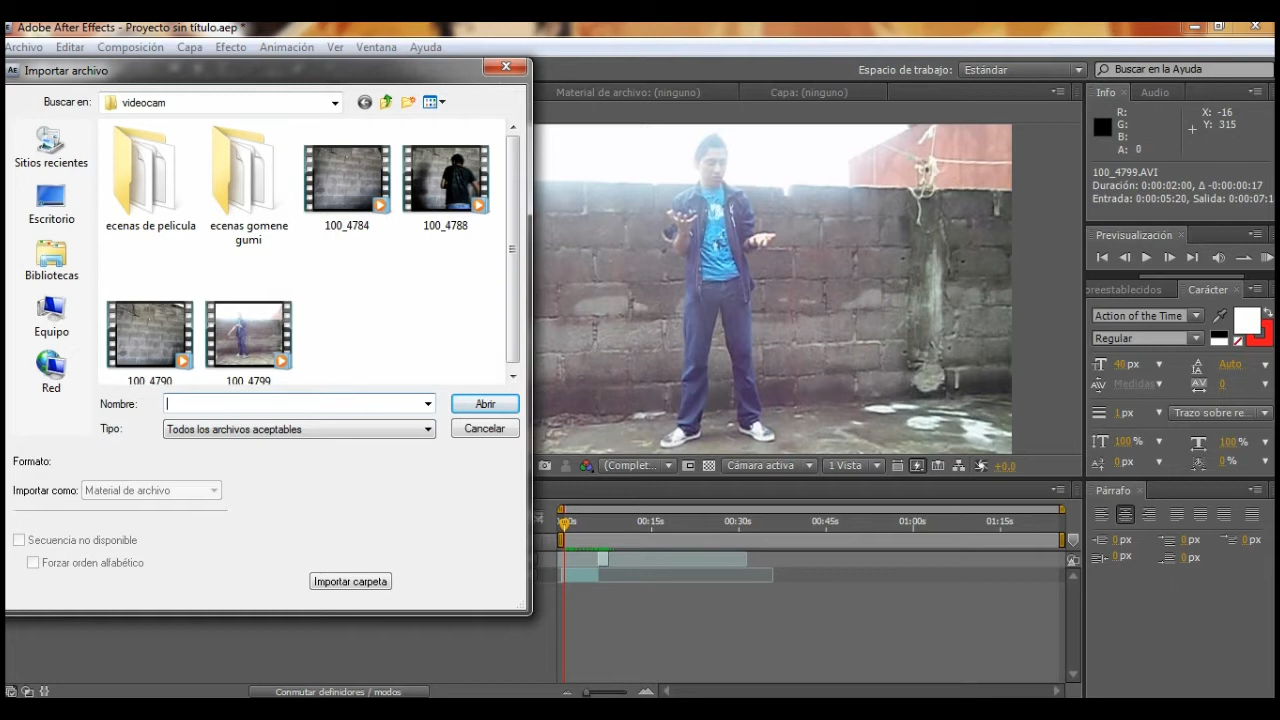 Adobe After Effects - Proyecto sin título.aep *
Archivo Editar Composición Capa Efecto Animación Ver Ventana Ayuda
Importar archivo
Buscar en: videocam
Sitios recientes
Escritorio
Bibliotecas
Equipo
Red
ecenas de pelicula
ecenas gomene gumi
100_4784
100_4788
100_4790
100_4799
Nombre:
Abrir
Tipo: Todos los archivos aceptables
Cancelar
Formato:
Importar como: Material de archivo
Secuencia no disponible
Forzar orden alfabético
Importar carpeta
Espacio de trabajo: Estándar
Buscar en la Ayuda
Material de archivo: (ninguno)
Capa: (ninguno)
Info Audio
R:
G:
B:
A: 0
X: -16
Y: 315
100_4799.AVI
Duración: 0:00:02:00, Δ -0:00:00:17
Entrada: 0:00:05:20, Salida: 0:00:07:1
Previsualización
preestablecidos Carácter
Action of the Time
Regular
40 px Auto
Medidas 0
1 px Trazo sobre re...
100 % 100 %
0 px 0 %
(Complet... Cámara activa 1 Vista +0,0
Párrafo
0 px 0 px 0 px
0 px 0 px
00:15s 00:30s 00:45s 01:00s 01:15s
Conmutar definidores / modos